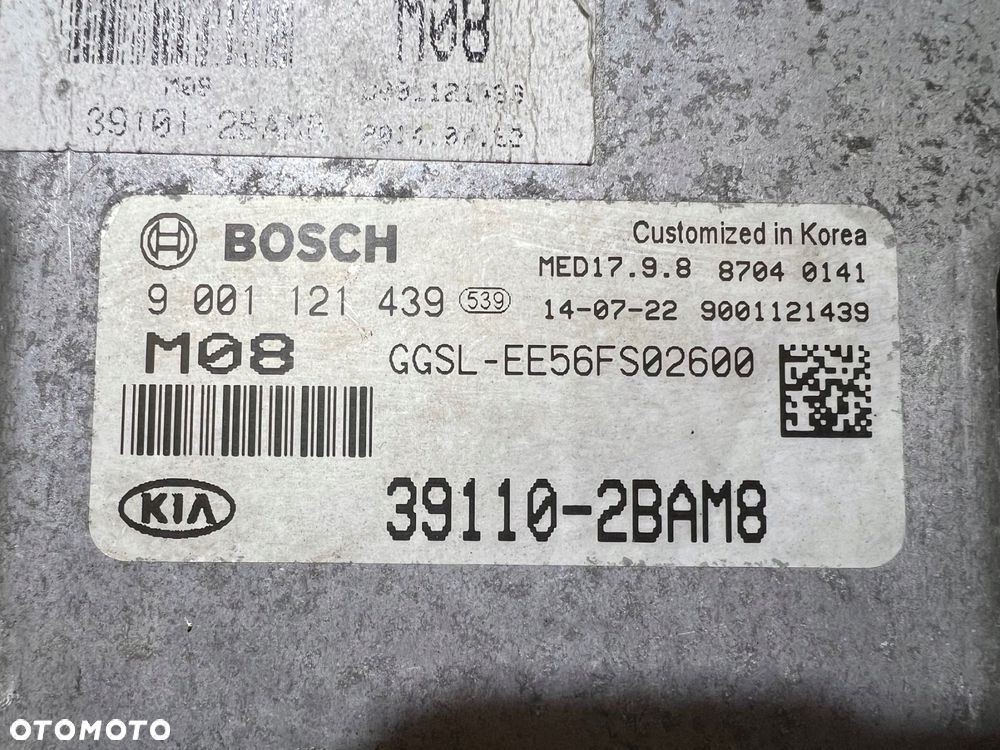 M08
M08
BOSCH
Customized in Korea
MED17.9.8 8704 0141
9 001 121 439 539
14-07-22 9001121439
M08
GGSL-EE56FS02600
KIA
39110-2BAM8
OTOMOTO